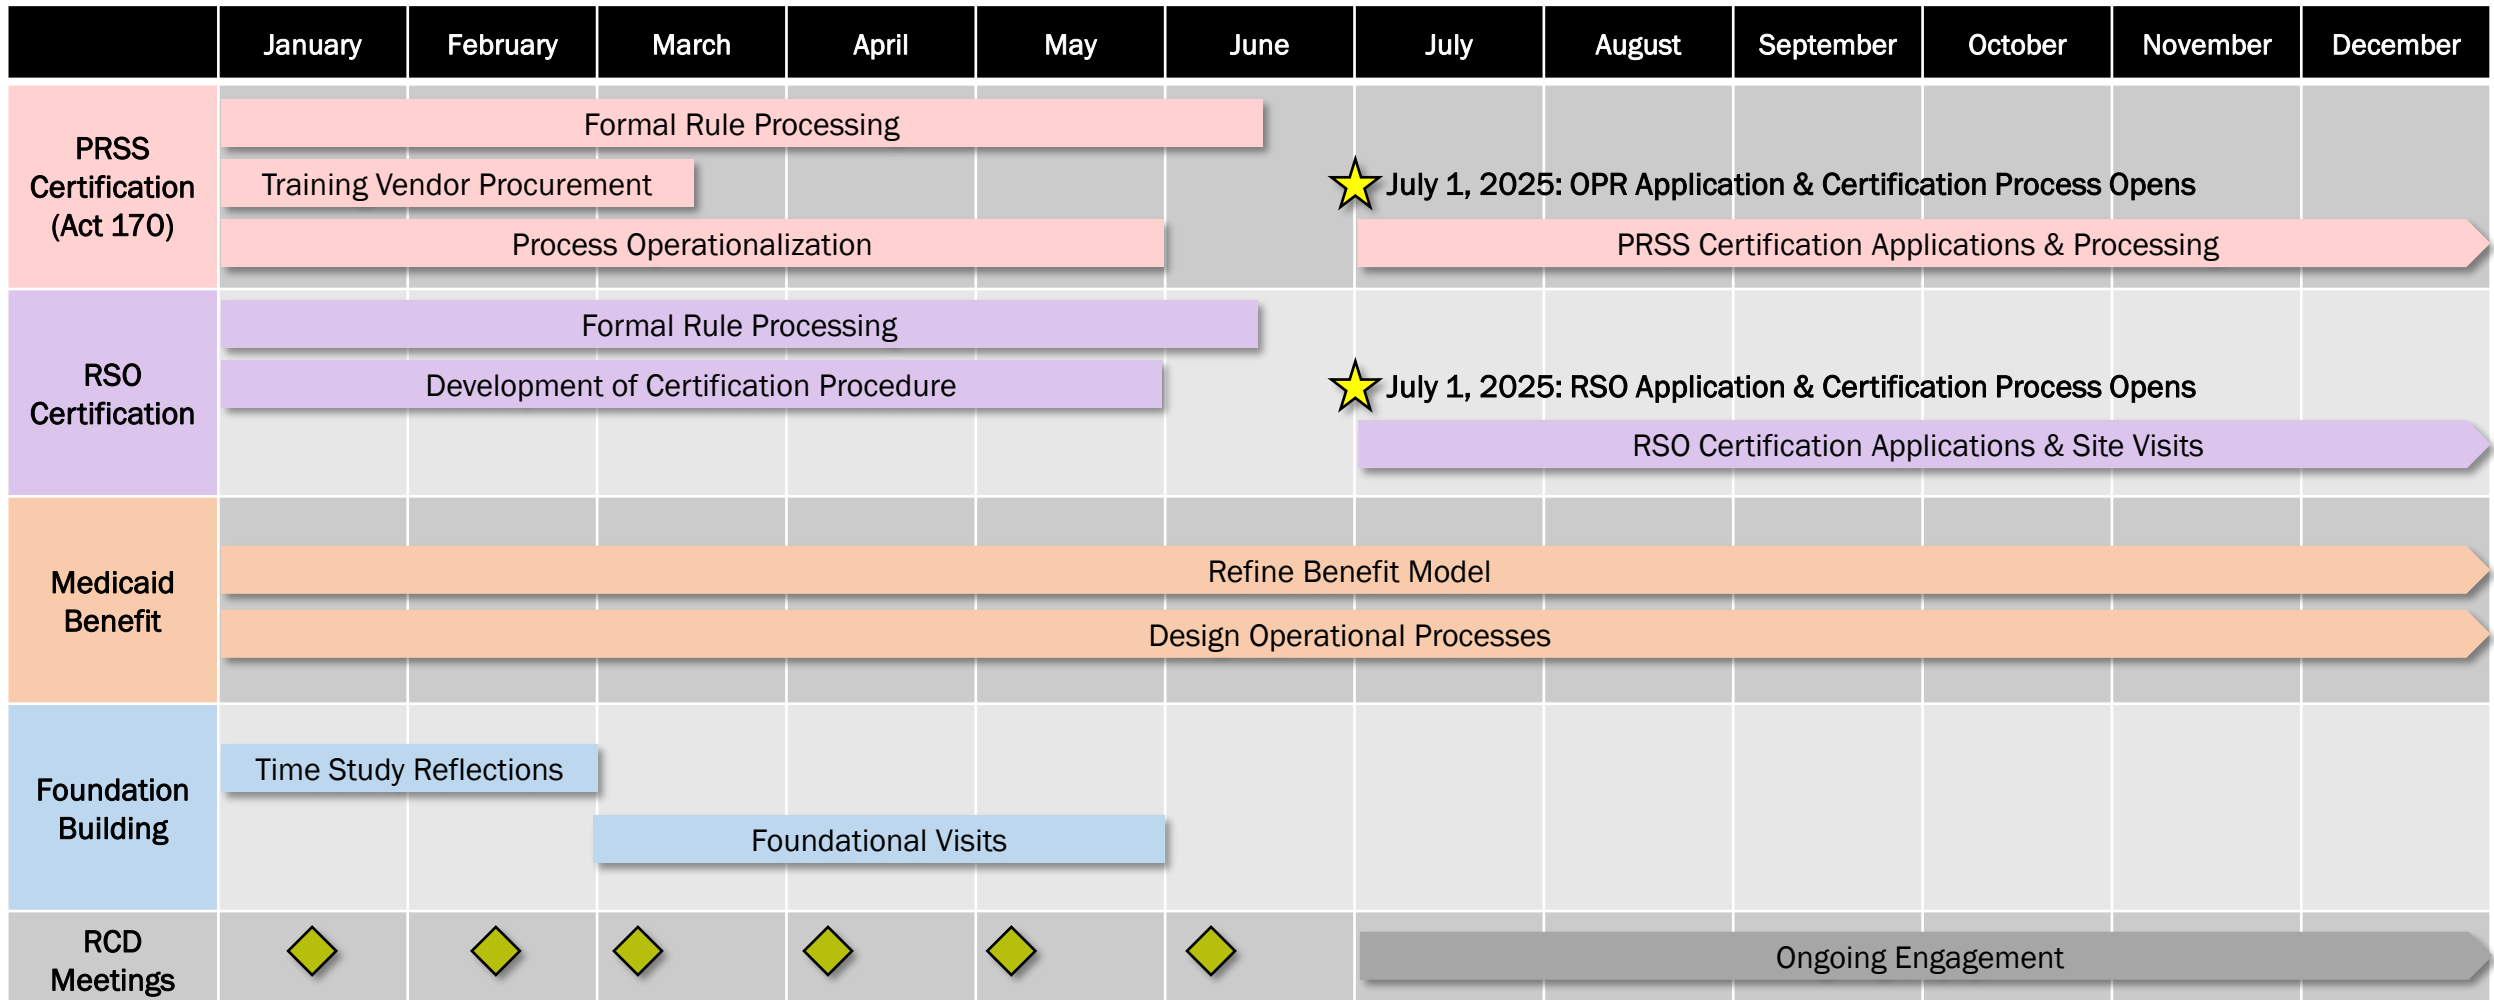 January February March April May June July August September October November December
PRSS
Certification
(Act 170)
Formal Rule Processing
Training Vendor Procurement
July 1, 2025: OPR Application & Certification Process Opens
Process Operationalization
PRSS Certification Applications & Processing
RSO
Certification
Formal Rule Processing
Development of Certification Procedure
July 1, 2025: RSO Application & Certification Process Opens
RSO Certification Applications & Site Visits
Medicaid
Benefit
Refine Benefit Model
Design Operational Processes
Foundation
Building
Time Study Reflections
Foundational Visits
RCD
Meetings
Ongoing Engagement